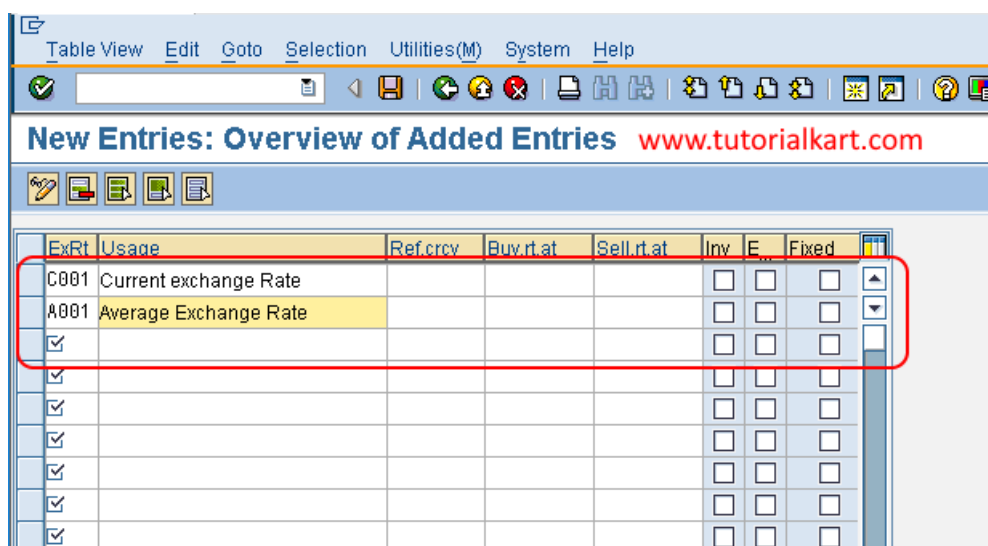 Table View Edit Goto Selection Utilities(M) System Help
New Entries: Overview of Added Entries www.tutorialkart.com
ExRt Usage Ref.crcy Buy.rt.at Sell.rt.at Inv E... Fixed
C001 Current exchange Rate
A001 Average Exchange Rate